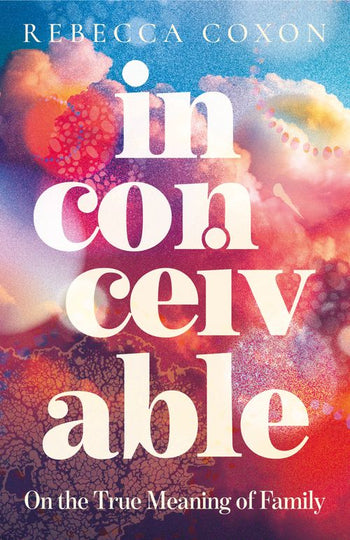 REBECCA COXON
in
con
ceiv
able
On the True Meaning of Family